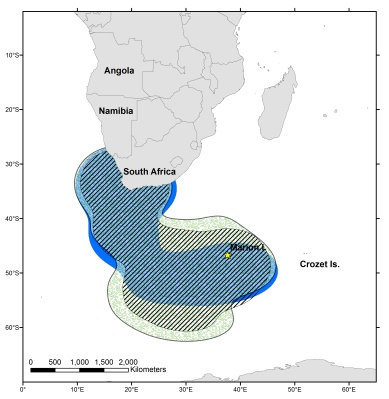 10°S
Angola
Namibia
20°S
30°S
South Africa
40°S
Marion I.
Crozet Is.
50°S
60°S
0 500 1,000 1,500 2,000
Kilometers
0° 10°E 20°E 30°E 40°E 50°E 60°E